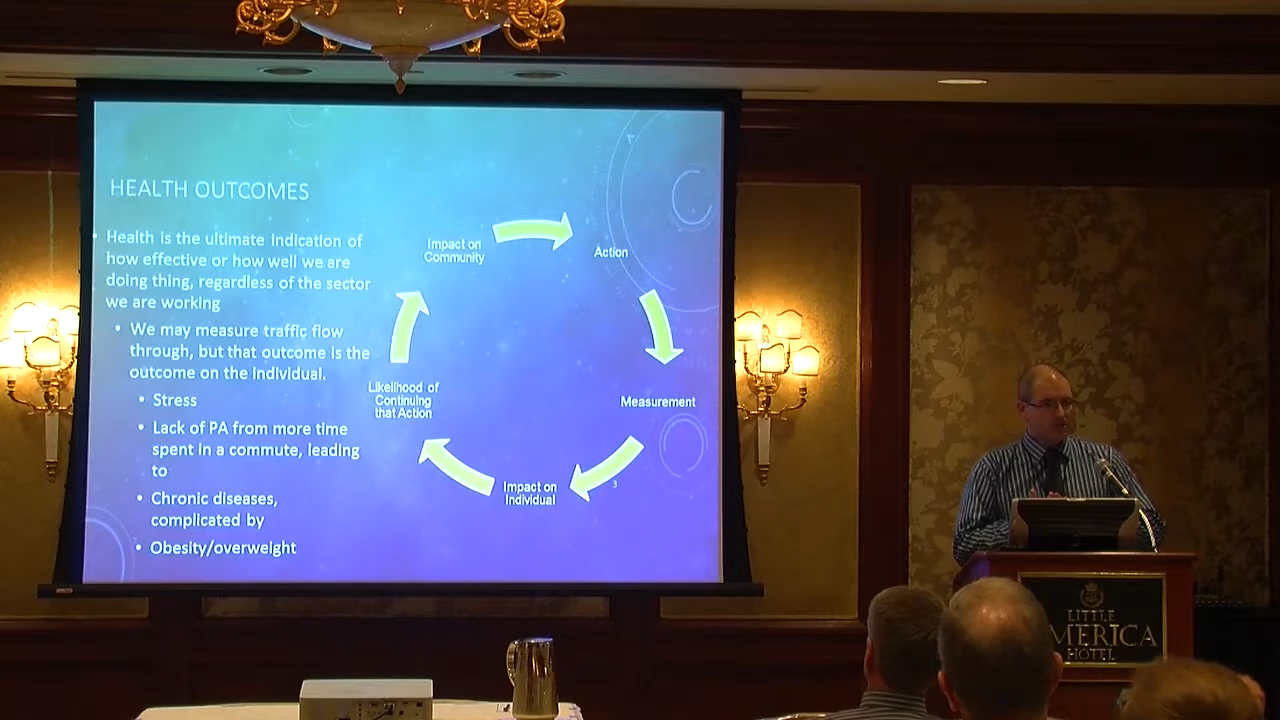 HEALTH OUTCOMES
Health is the ultimate indication of
how effective or how well we are
doing thing, regardless of the sector
we are working
• We may measure traffic flow
through, but that outcome is the
outcome on the individual.
• Stress
• Lack of PA from more time
spent in a commute, leading
to
• Chronic diseases,
complicated by
• Obesity/overweight
Impact on
Community
Action
Measurement
Impact on
Individual
Likelihood of
Continuing
that Action
3
LITTLE
MERICA
HOTEL